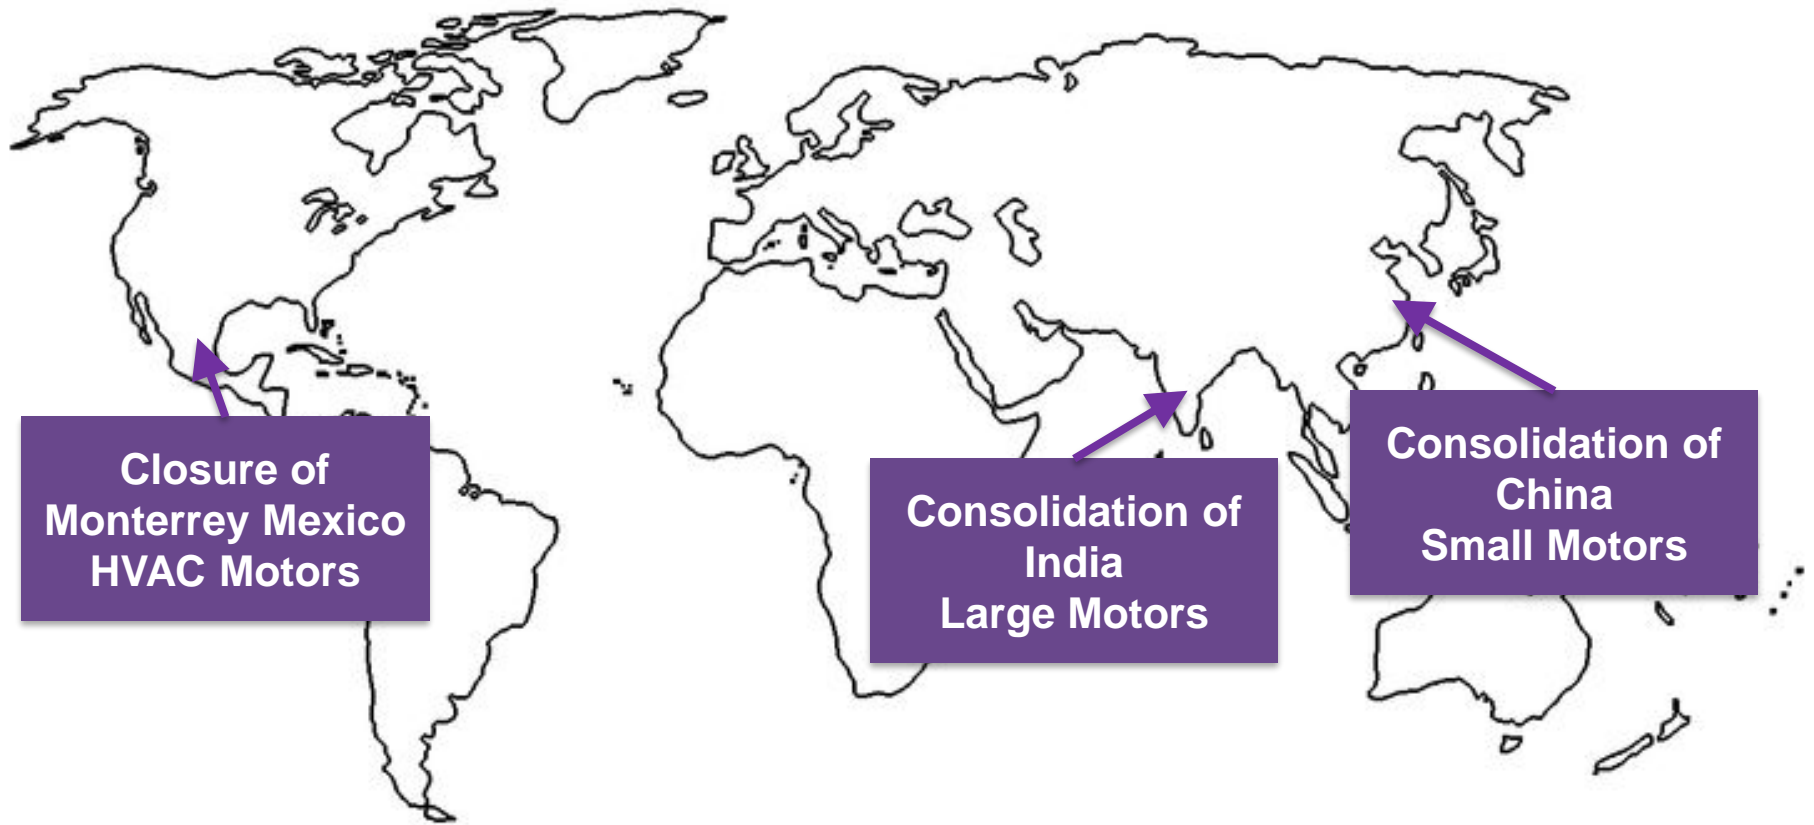 Closure of
Monterrey Mexico
HVAC Motors
Consolidation of
India
Large Motors
Consolidation of
China
Small Motors